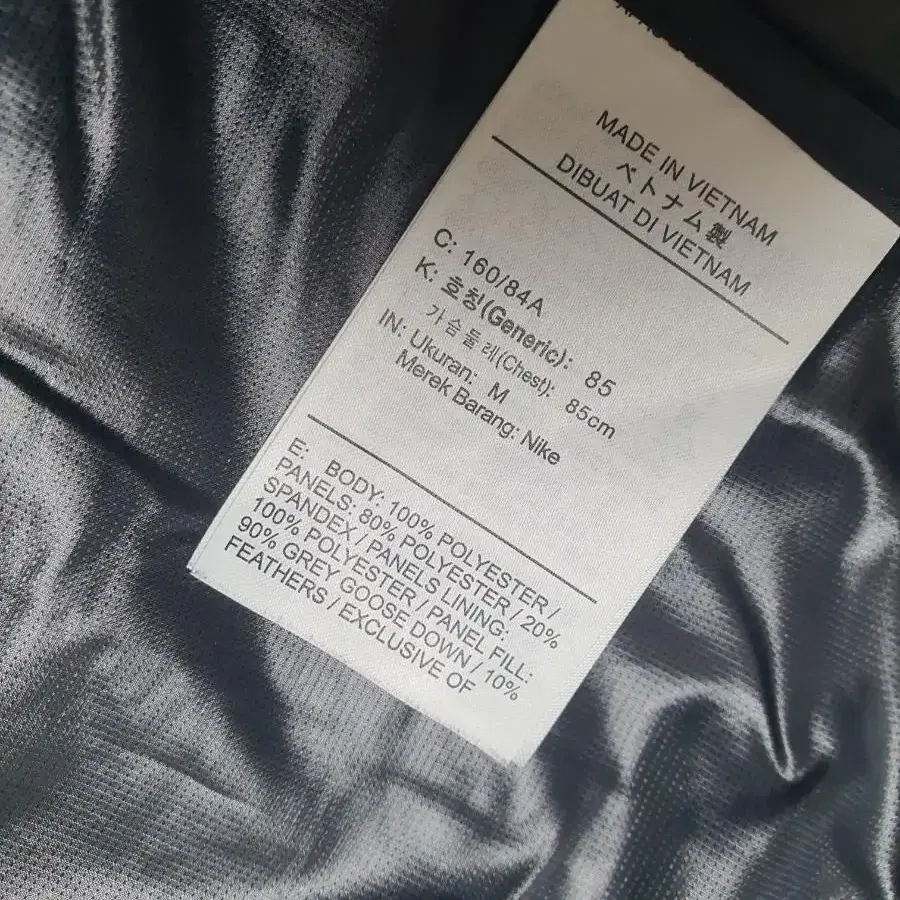 MADE IN VIETNAM
ベトナム製
DIBUAT DI VIETNAM
C: 160/84A
K: 호칭(Generic): 85
가슴둘레(Chest): 85cm
IN: Ukuran: M
Merek Barang: Nike
E: BODY: 100% POLYESTER /
PANELS: 80% POLYESTER / 20%
SPANDEX / PANELS LINING:
100% POLYESTER / PANEL FILL:
90% GREY GOOSE DOWN / 10%
FEATHERS / EXCLUSIVE OF